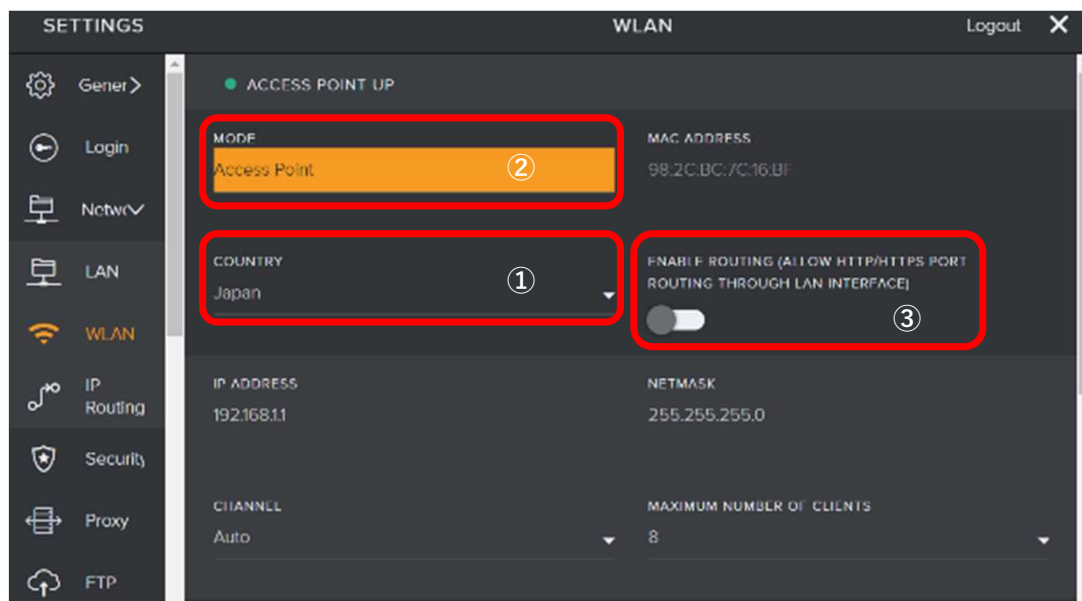 SETTINGS
WLAN
Logout
Gener
Login
Netw
LAN
WLAN
IP
Routing
Security
Proxy
FTP
ACCESS POINT UP
MODE
Access Point
②
MAC ADDRESS
98:2C:BC:7C:16:BF
COUNTRY
Japan
①
ENABLE ROUTING (ALLOW HTTP/HTTPS PORT
ROUTING THROUGH LAN INTERFACE)
③
IP ADDRESS
192.168.1.1
NETMASK
255.255.255.0
CHANNEL
Auto
MAXIMUM NUMBER OF CLIENTS
8